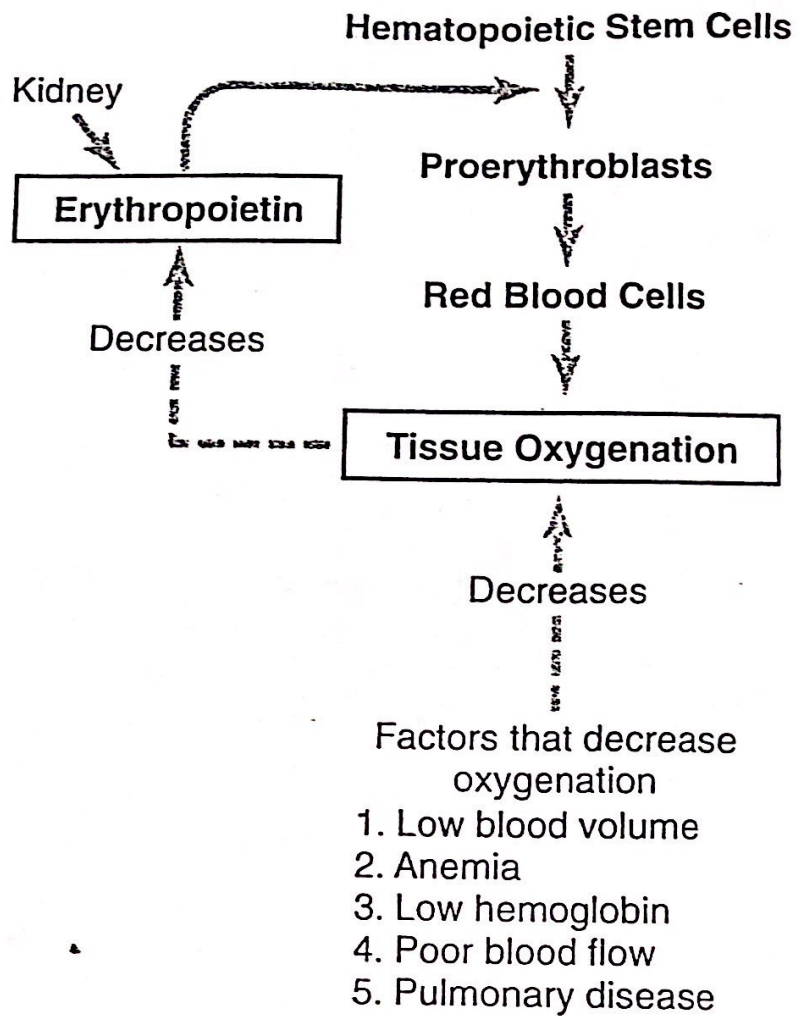 Hematopoietic Stem Cells
Kidney
Proerythroblasts
Erythropoietin
Red Blood Cells
Decreases
Tissue Oxygenation
Decreases
Factors that decrease
oxygenation
1. Low blood volume
2. Anemia
3. Low hemoglobin
4. Poor blood flow
5. Pulmonary disease